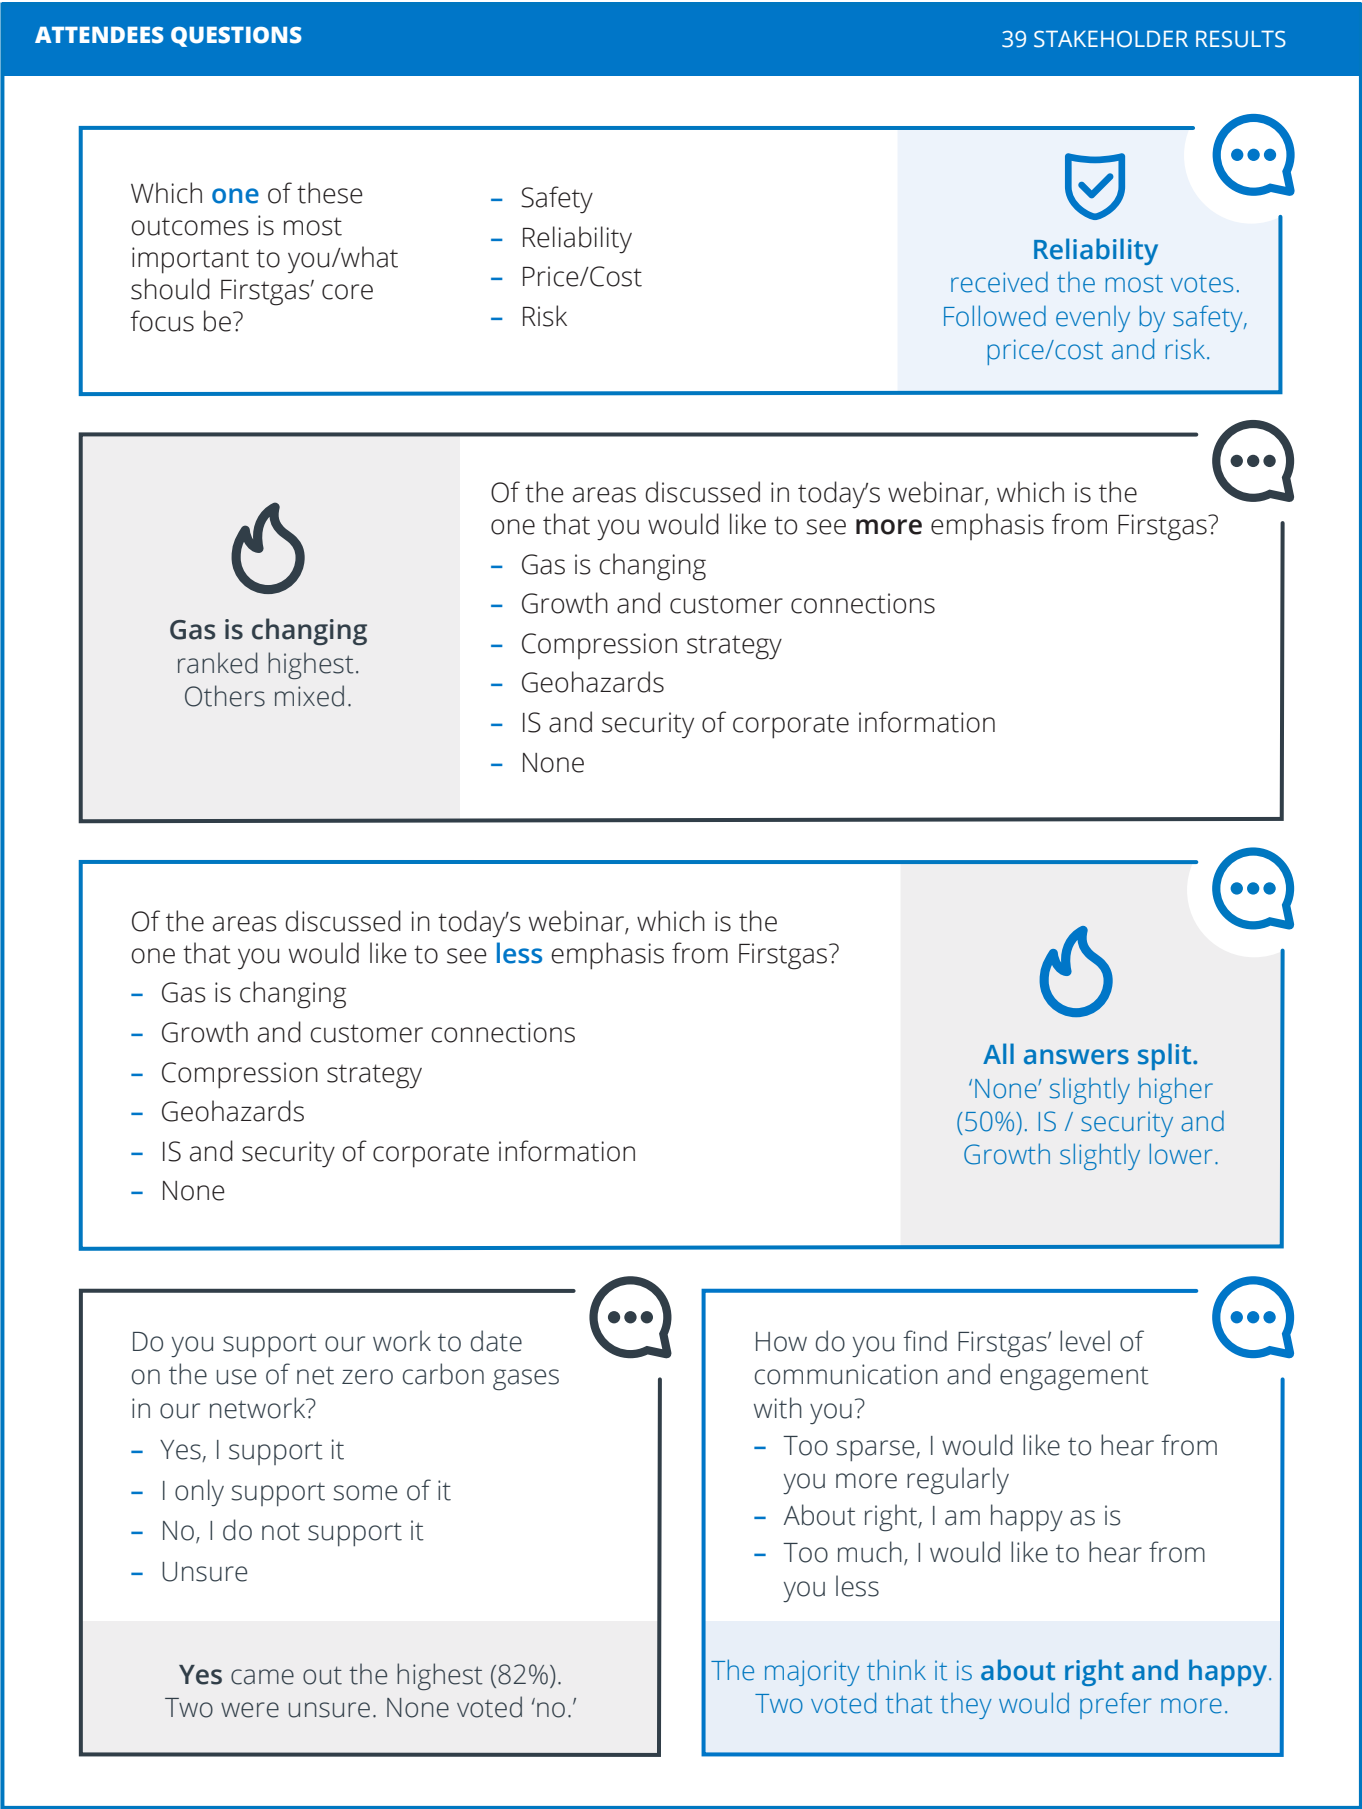 ATTENDEES QUESTIONS
39 STAKEHOLDER RESULTS
Which one of these
outcomes is most
important to you/what
should Firstgas’ core
focus be?
– Safety
– Reliability
– Price/Cost
– Risk
Reliability
received the most votes.
Followed evenly by safety,
price/cost and risk.
Gas is changing
ranked highest.
Others mixed.
Of the areas discussed in today’s webinar, which is the
one that you would like to see more emphasis from Firstgas?
– Gas is changing
– Growth and customer connections
– Compression strategy
– Geohazards
– IS and security of corporate information
– None
Of the areas discussed in today’s webinar, which is the
one that you would like to see less emphasis from Firstgas?
– Gas is changing
– Growth and customer connections
– Compression strategy
– Geohazards
– IS and security of corporate information
– None
All answers split.
‘None’ slightly higher
(50%). IS / security and
Growth slightly lower.
Do you support our work to date
on the use of net zero carbon gases
in our network?
– Yes, I support it
– I only support some of it
– No, I do not support it
– Unsure
Yes came out the highest (82%).
Two were unsure. None voted ‘no.’
How do you find Firstgas’ level of
communication and engagement
with you?
– Too sparse, I would like to hear from
you more regularly
– About right, I am happy as is
– Too much, I would like to hear from
you less
The majority think it is about right and happy.
Two voted that they would prefer more.